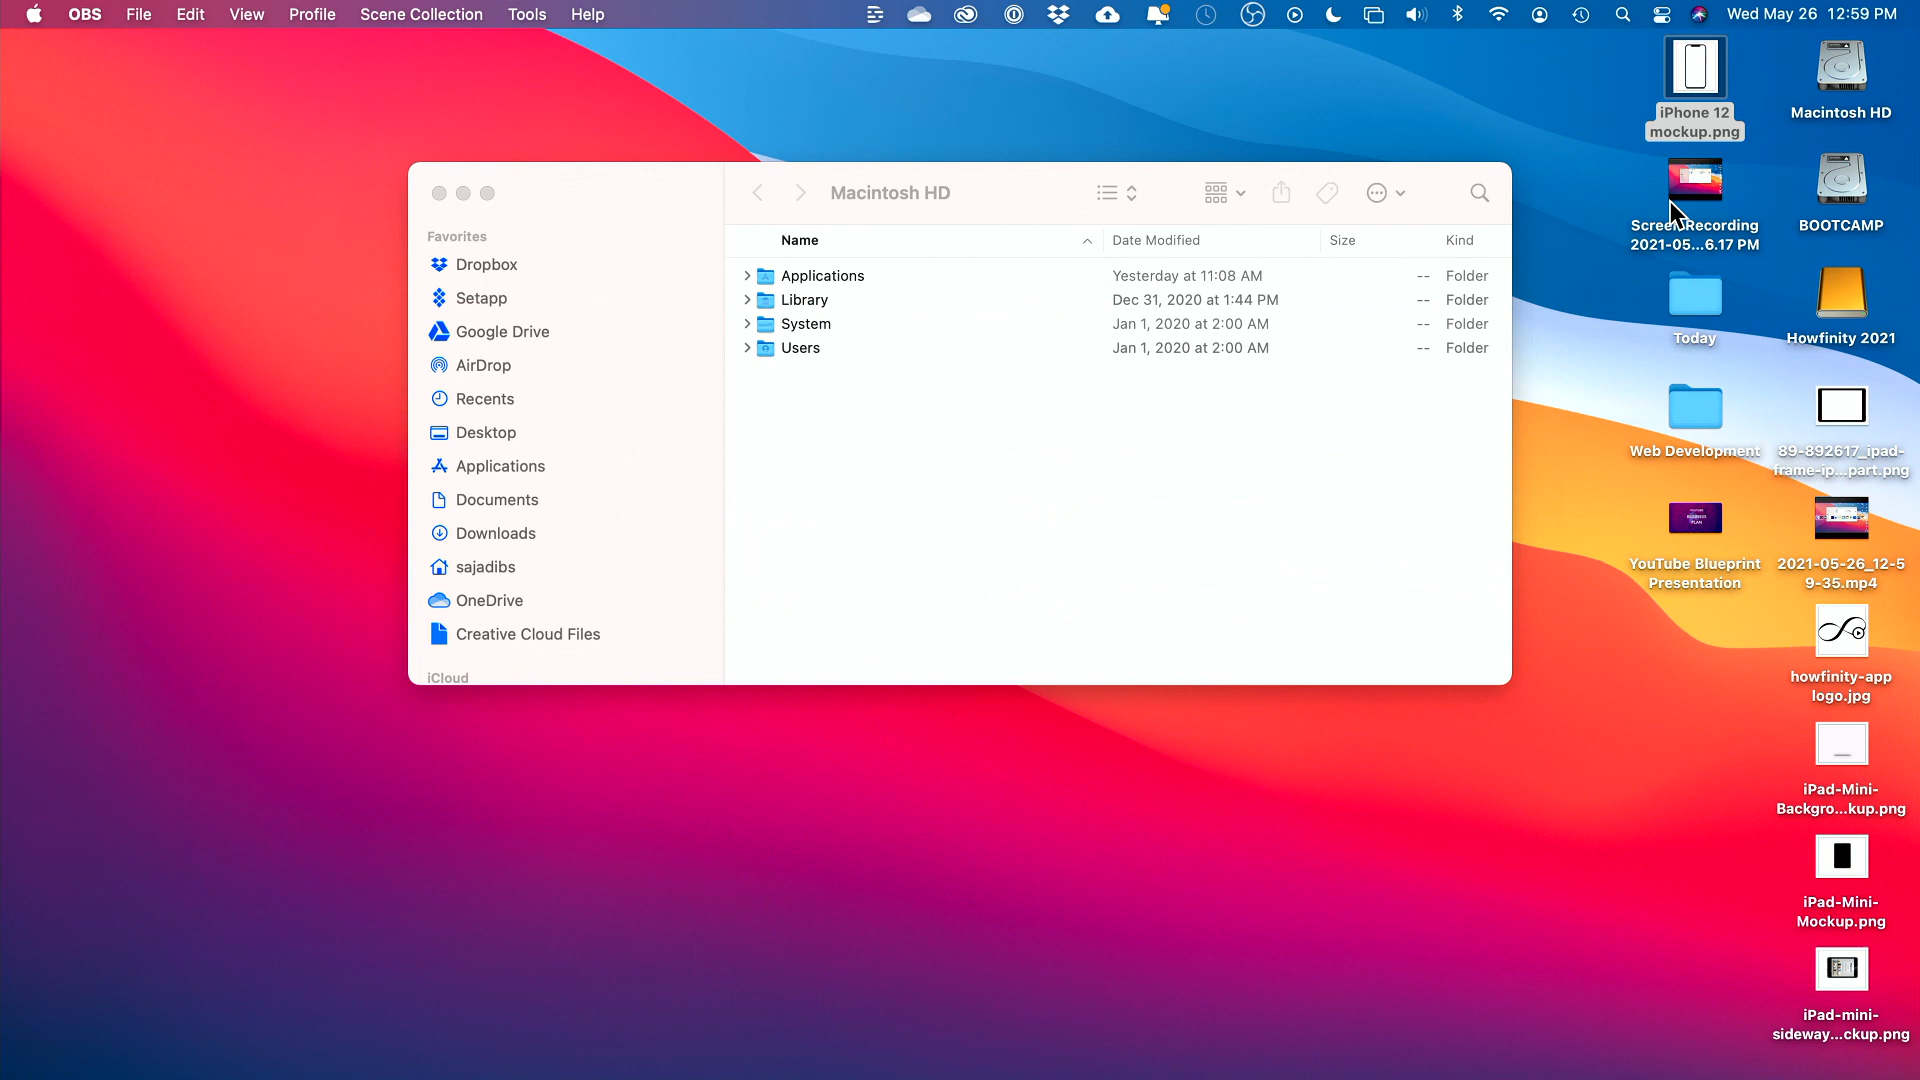 OBS File Edit View Profile Scene Collection Tools Help Wed May 26 12:59 PM
Macintosh HD
Favorites
Dropbox
Setapp
Google Drive
AirDrop
Recents
Desktop
Applications
Documents
Downloads
sajadibs
OneDrive
Creative Cloud Files
iCloud
Name Date Modified Size Kind
Applications Yesterday at 11:08 AM -- Folder
Library Dec 31, 2020 at 1:44 PM -- Folder
System Jan 1, 2020 at 2:00 AM -- Folder
Users Jan 1, 2020 at 2:00 AM -- Folder
iPhone 12
mockup.png
Screen Recording
2021-05...6.17 PM
Today
Web Development
YOUTUBE
BUSINESS
PLAN
YouTube Blueprint
Presentation
Macintosh HD
BOOTCAMP
Howfinity 2021
89-892617_ipad-
frame-ip...part.png
2021-05-26_12-5
9-35.mp4
howfinity-app
logo.jpg
iPad-Mini-
Backgro...kup.png
iPad-Mini-
Mockup.png
iPad-mini-
sideway...ckup.png